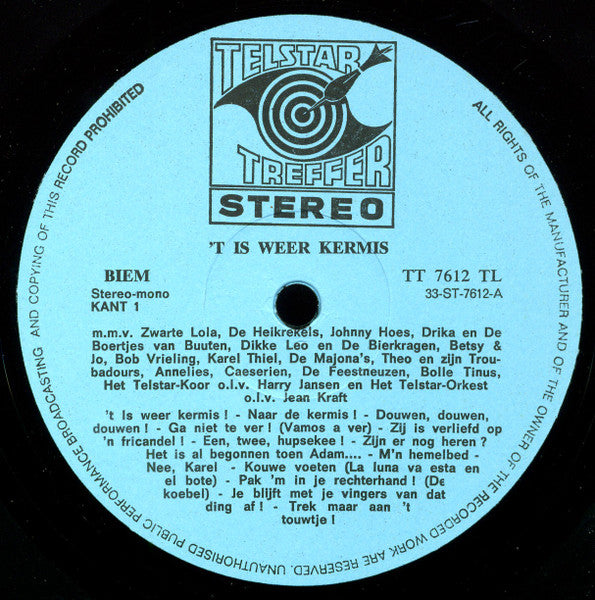 TELSTAR
TREFFER
STEREO
'T IS WEER KERMIS
BIEM
Stereo-mono
KANT 1
TT 7612 TL
33-ST-7612-A
m.m.v. Zwarte Lola, De Heikrekels, Johnny Hoes, Drika en De
Boertjes van Buuten, Dikke Leo en De Bierkragen, Betsy &
Jo, Bob Vrieling, Karel Thiel, De Majona's, Theo en zijn Trou-
badours, Annelies, Caeserien, De Feestneuzen, Bolle Tinus,
Het Telstar-Koor o.l.v. Harry Jansen en Het Telstar-Orkest
o.l.v. Jean Kraft
't Is weer kermis! - Naar de kermis! - Douwen, douwen,
douwen! - Ga niet te ver! (Vamos a ver) - Zij is verliefd op
'n fricandel! - Een, twee, hupsekee! - Zijn er nog heren?
Het is al begonnen toen Adam.... - M'n hemelbed -
Nee, Karel - Kouwe voeten (La luna va esta en
el bote) - Pak 'm in je rechterhand! (De
koebel) - Je blijft met je vingers van dat
ding af! - Trek maar aan 't
touwtje!
ALL RIGHTS OF THE MANUFACTURER AND OF THE OWNER OF THE RECORDED WORK ARE RESERVED. UNAUTHORISED PUBLIC PERFORMANCE BROADCASTING AND COPYING OF THIS RECORD PROHIBITED